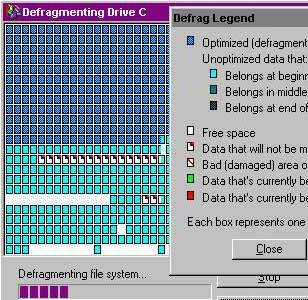 Defragmenting Drive C
Defrag Legend
Optimized (defragment
Unoptimized data that:
Belongs at beginn
Belongs in middle
Belongs at end of
Free space
Data that will not be m
Bad (damaged) area o
Data that's currently be
Data that's currently be
Each box represents one
Close
Defragmenting file system...
Stop